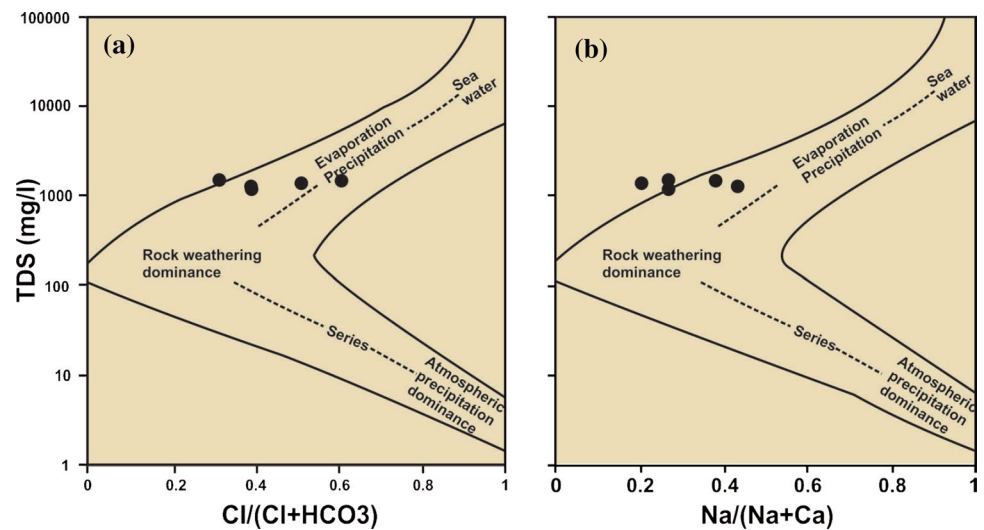 (a)
100000
10000
1000
100
10
1
TDS (mg/l)
Sea
water
Evaporation
Precipitation
Rock weathering
dominance
Series
Atmospheric
precipitation
dominance
0
0.2
0.4
0.6
0.8
1
Cl/(Cl+HCO3)
(b)
Sea
water
Evaporation
Precipitation
Rock weathering
dominance
Series
Atmospheric
precipitation
dominance
0
0.2
0.4
0.6
0.8
1
Na/(Na+Ca)